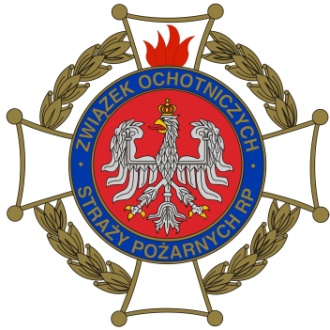 ZWIĄZEK OCHOTNICZYCH
STRAŻY POŻARNYCH RP